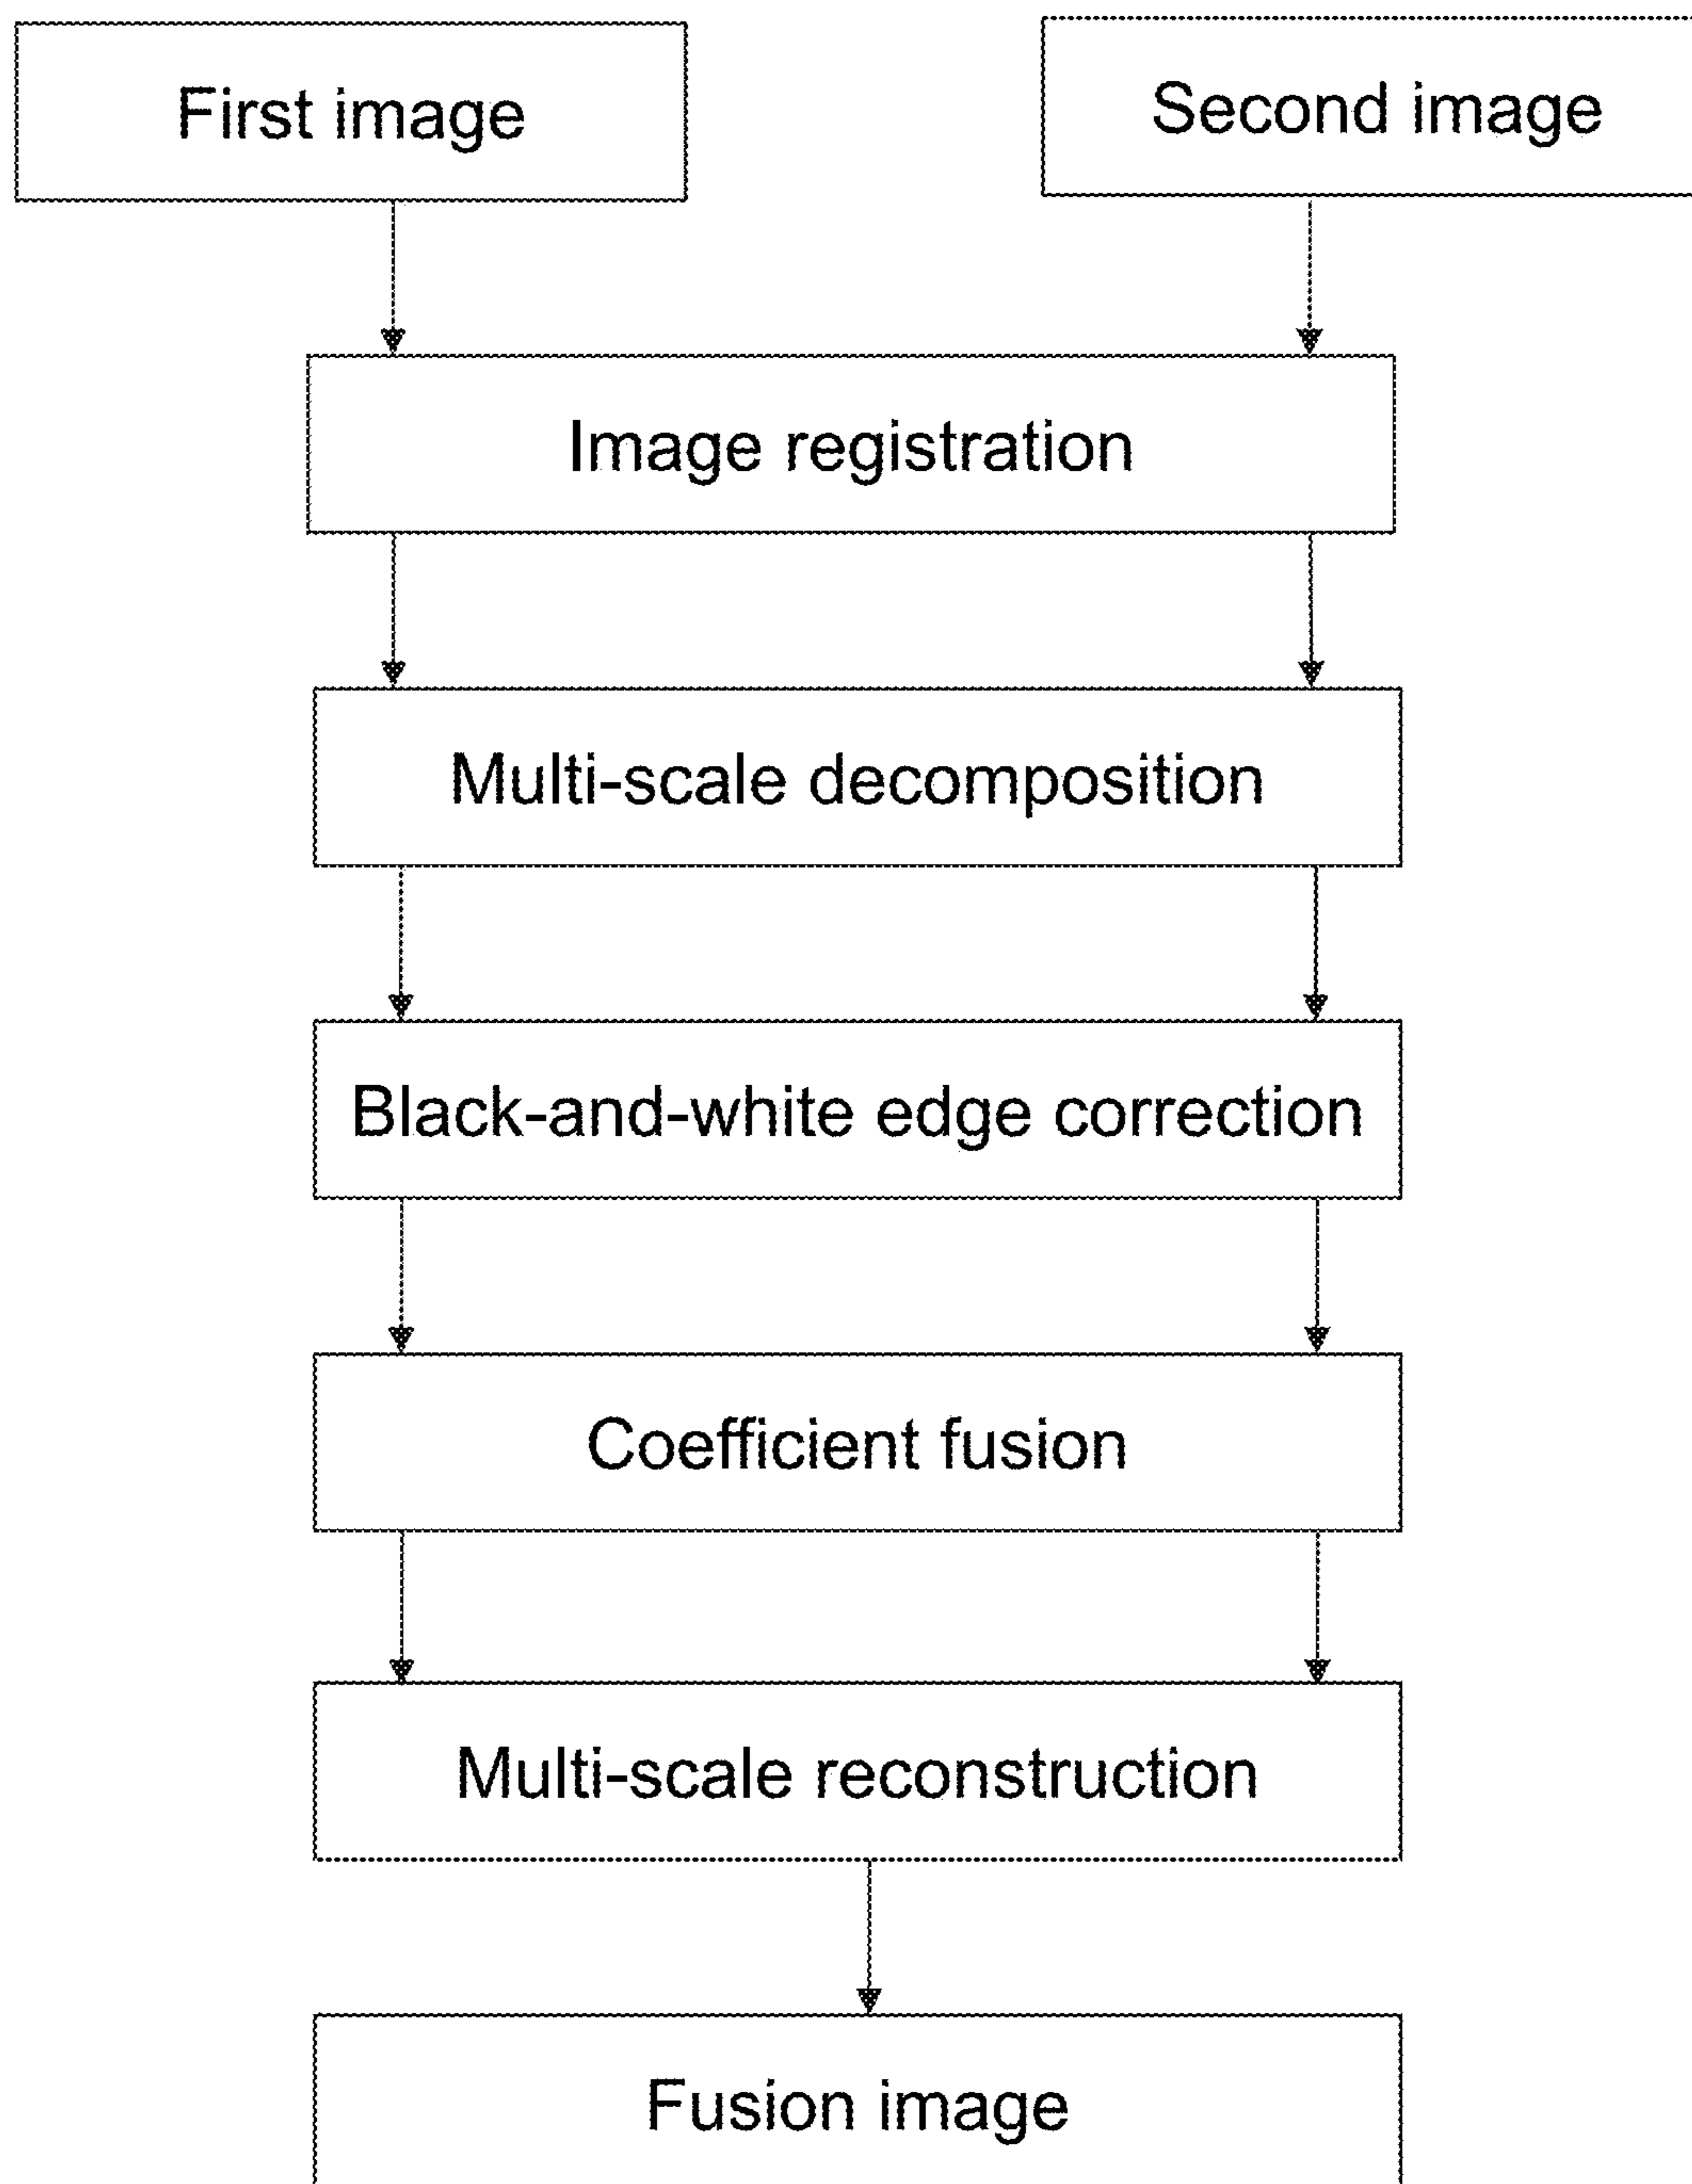 First image
Second image
Image registration
Multi-scale decomposition
Black-and-white edge correction
Coefficient fusion
Multi-scale reconstruction
Fusion image